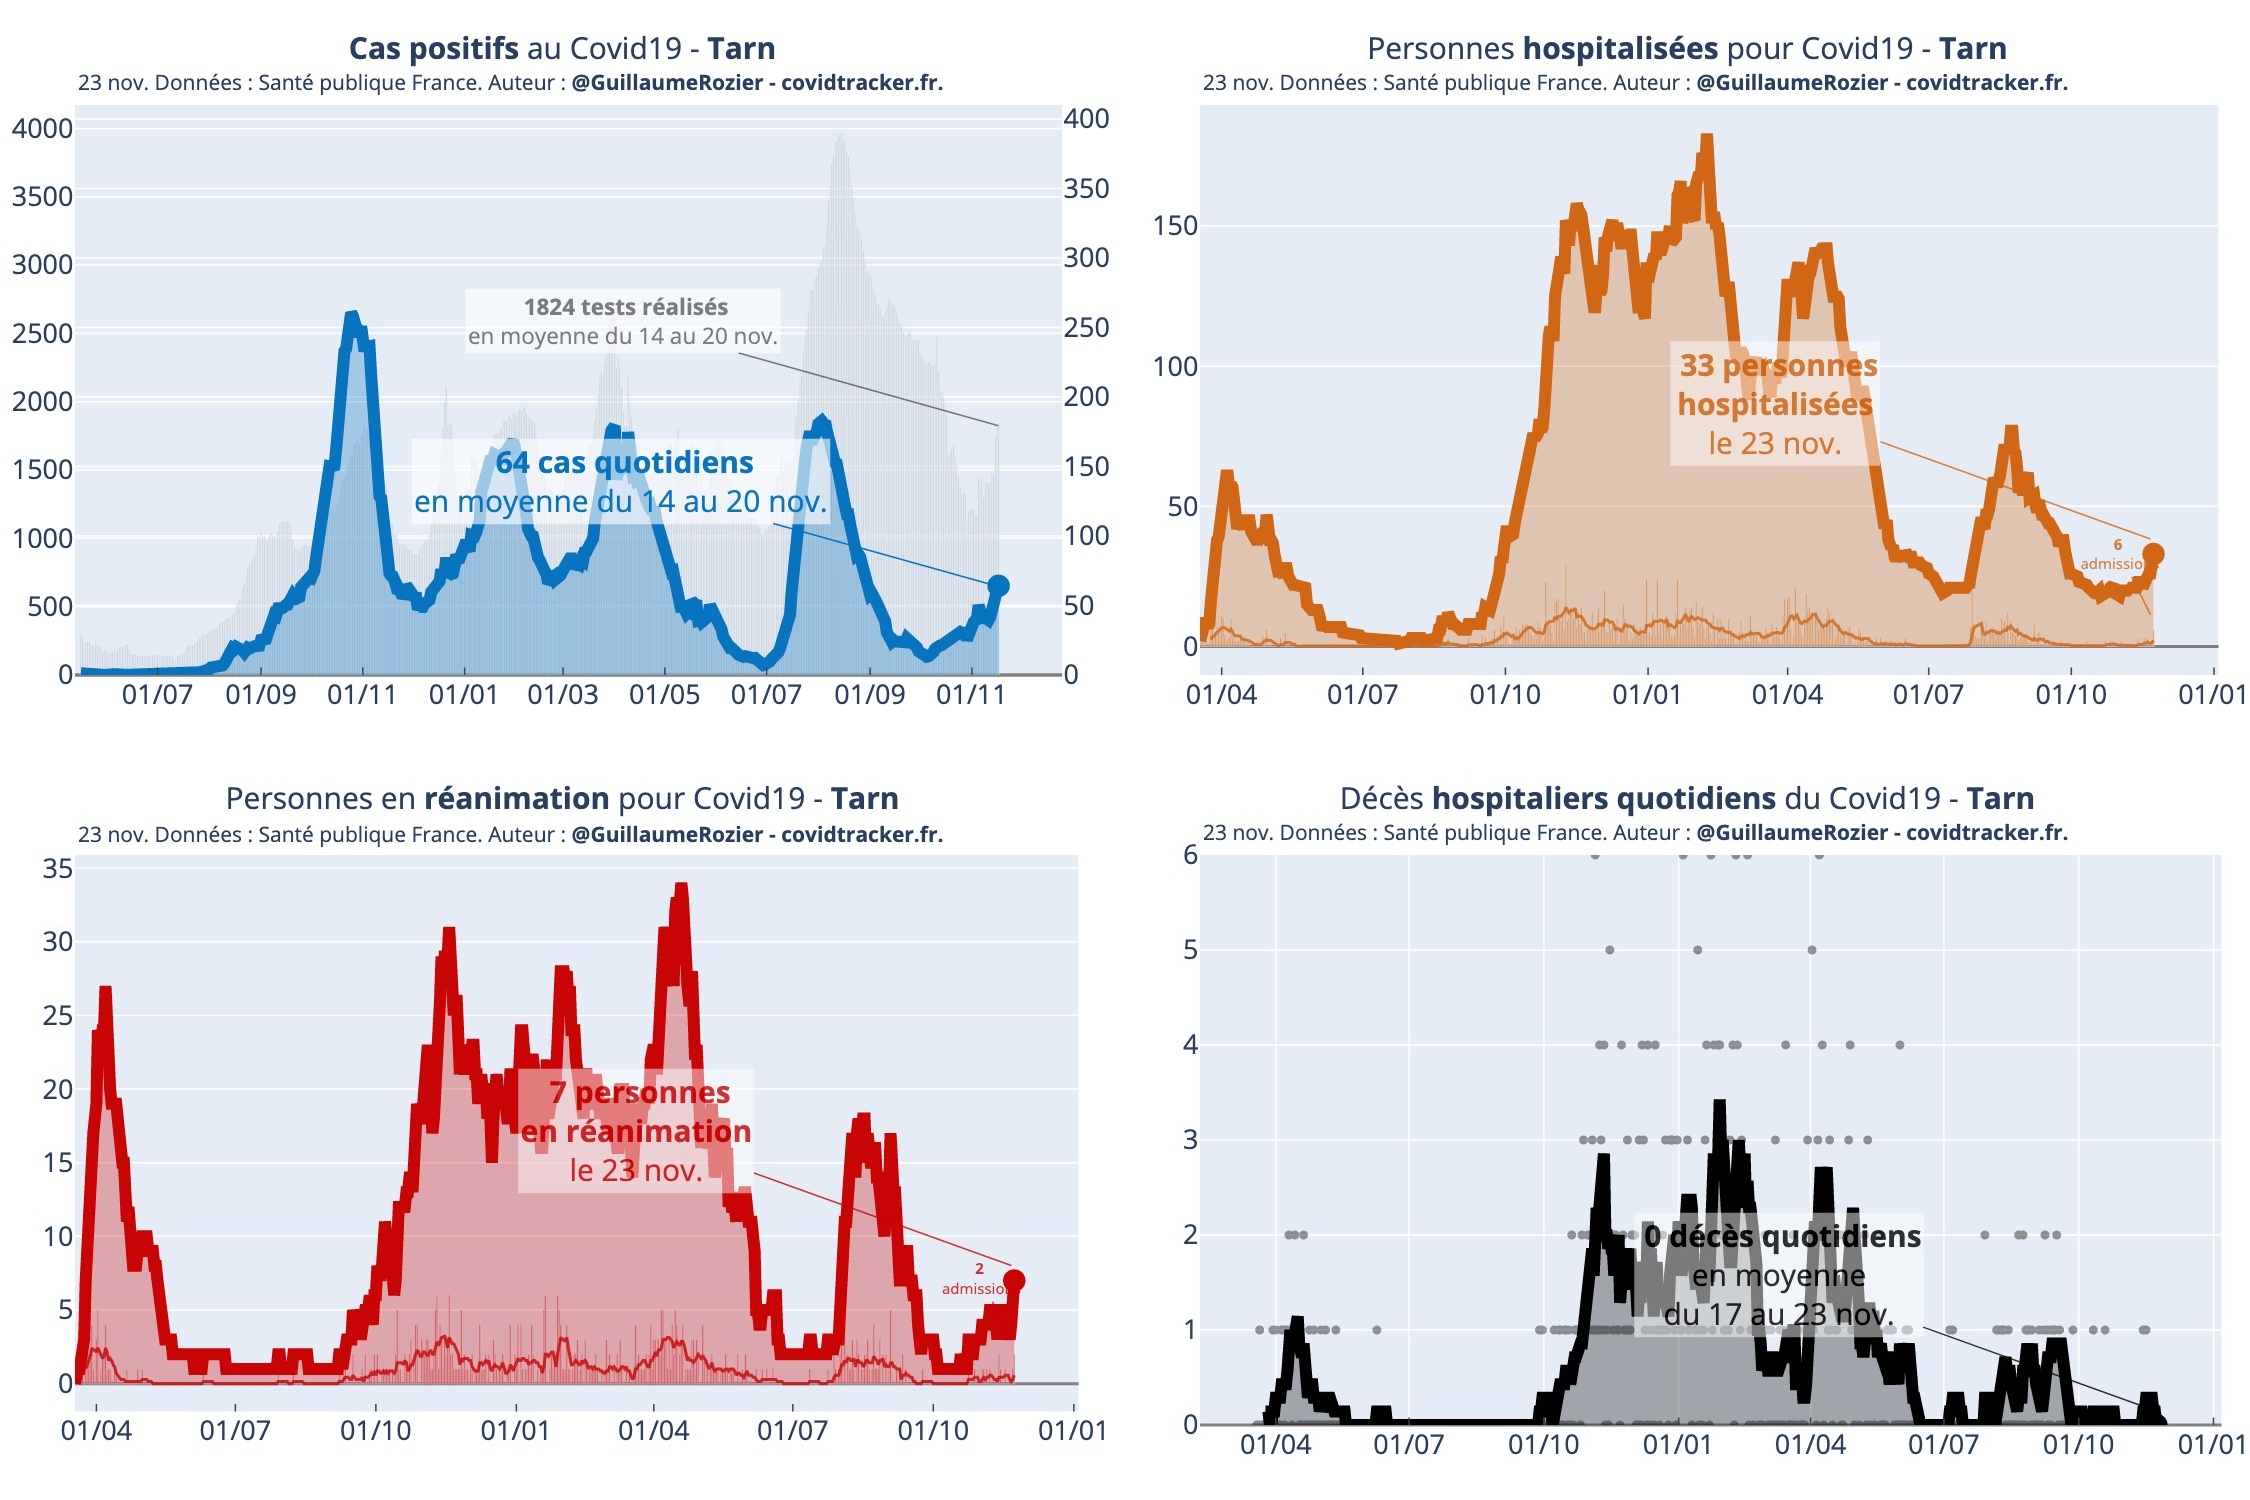 Cas positifs au Covid19 - Tarn
23 nov. Données : Santé publique France. Auteur : @GuillaumeRozier - covidtracker.fr.
4000
3500
3000
2500
2000
1500
1000
500
0
400
350
300
250
200
150
100
50
0
1824 tests réalisés
en moyenne du 14 au 20 nov.
64 cas quotidiens
en moyenne du 14 au 20 nov.
01/07 01/09 01/11 01/01 01/03 01/05 01/07 01/09 01/11
Personnes hospitalisées pour Covid19 - Tarn
23 nov. Données : Santé publique France. Auteur : @GuillaumeRozier - covidtracker.fr.
150
100
50
0
33 personnes
hospitalisées
le 23 nov.
6
admissio
01/04 01/07 01/10 01/01 01/04 01/07 01/10 01/01
Personnes en réanimation pour Covid19 - Tarn
23 nov. Données : Santé publique France. Auteur : @GuillaumeRozier - covidtracker.fr.
35
30
25
20
15
10
5
0
7 personnes
en réanimation
le 23 nov.
2
admissio
01/04 01/07 01/10 01/01 01/04 01/07 01/10 01/01
Décès hospitaliers quotidiens du Covid19 - Tarn
23 nov. Données : Santé publique France. Auteur : @GuillaumeRozier - covidtracker.fr.
6
5
4
3
2
1
0
0 décès quotidiens
en moyenne
du 17 au 23 nov.
01/04 01/07 01/10 01/01 01/04 01/07 01/10 01/01